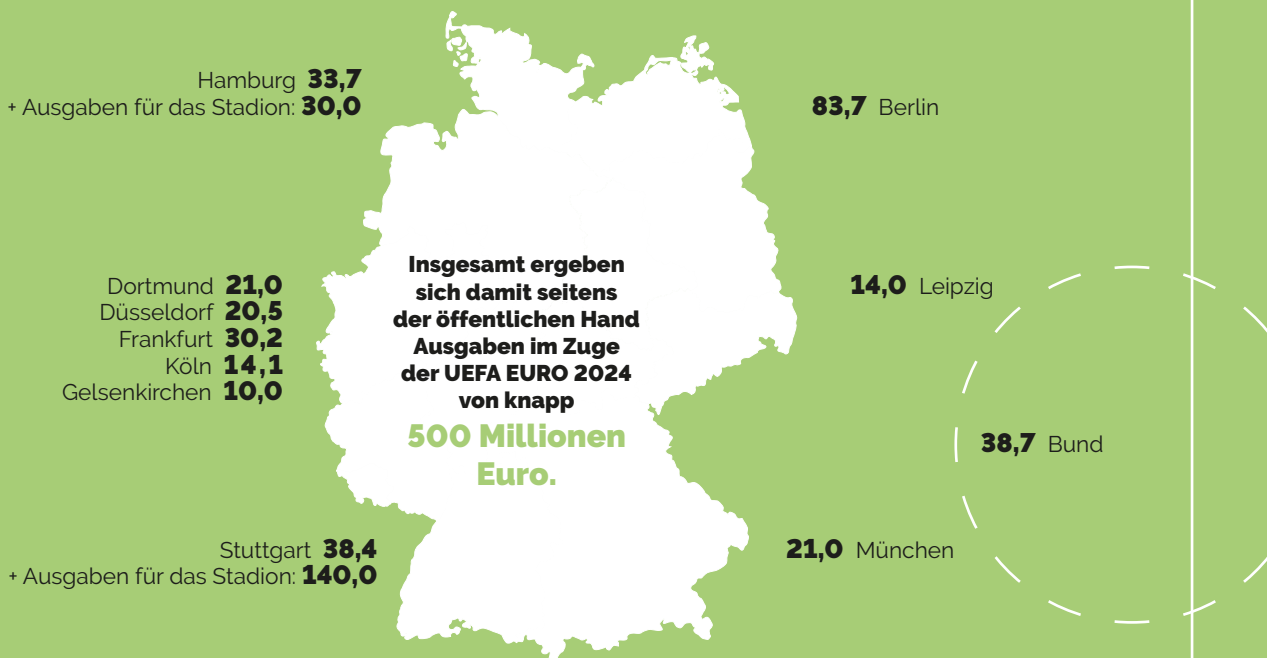 Hamburg 33,7
+ Ausgaben für das Stadion: 30,0
83,7 Berlin
Dortmund 21,0
Düsseldorf 20,5
Frankfurt 30,2
Köln 14,1
Gelsenkirchen 10,0
Insgesamt ergeben
sich damit seitens
der öffentlichen Hand
Ausgaben im Zuge
der UEFA EURO 2024
von knapp
500 Millionen
Euro.
14,0 Leipzig
38,7 Bund
Stuttgart 38,4
+ Ausgaben für das Stadion: 140,0
21,0 München